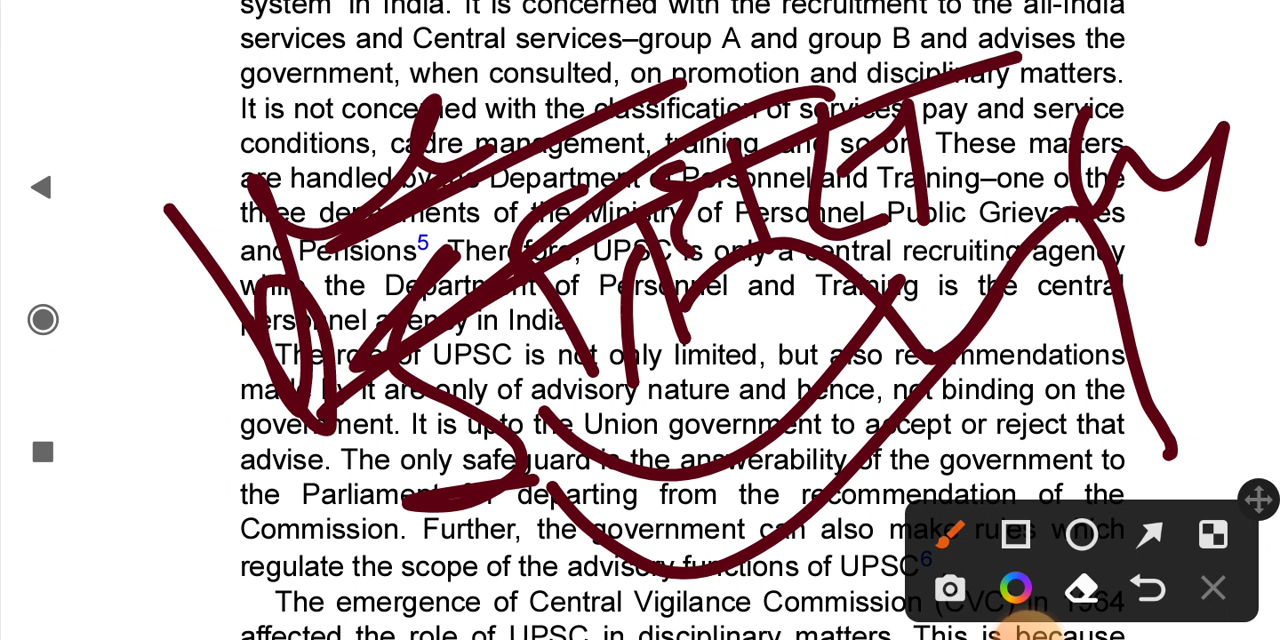 system in India. It is concerned with the recruitment to the all-India
services and Central services–group A and group B and advises the
government, when consulted, on promotion and disciplinary matters.
It is not concerned with the classification of services, pay and service
conditions, cadre management, training, and so on. These matters
are handled by the Department of Personnel and Training–one of the
three departments of the Ministry of Personnel, Public Grievances
and Pensions5. Therefore, UPSC is only a central recruiting agency
while the Department of Personnel and Training is the central
personnel agency in India.
The role of UPSC is not only limited, but also recommendations
made by it are only of advisory nature and hence, not binding on the
government. It is upto the Union government to accept or reject that
advise. The only safeguard is the answerability of the government to
the Parliament for departing from the recommendation of the
Commission. Further, the government can also make rules which
regulate the scope of the advisory functions of UPSC6
The emergence of Central Vigilance Commission (CVC) in 1964
affected the role of UPSC in disciplinary matters. This is because